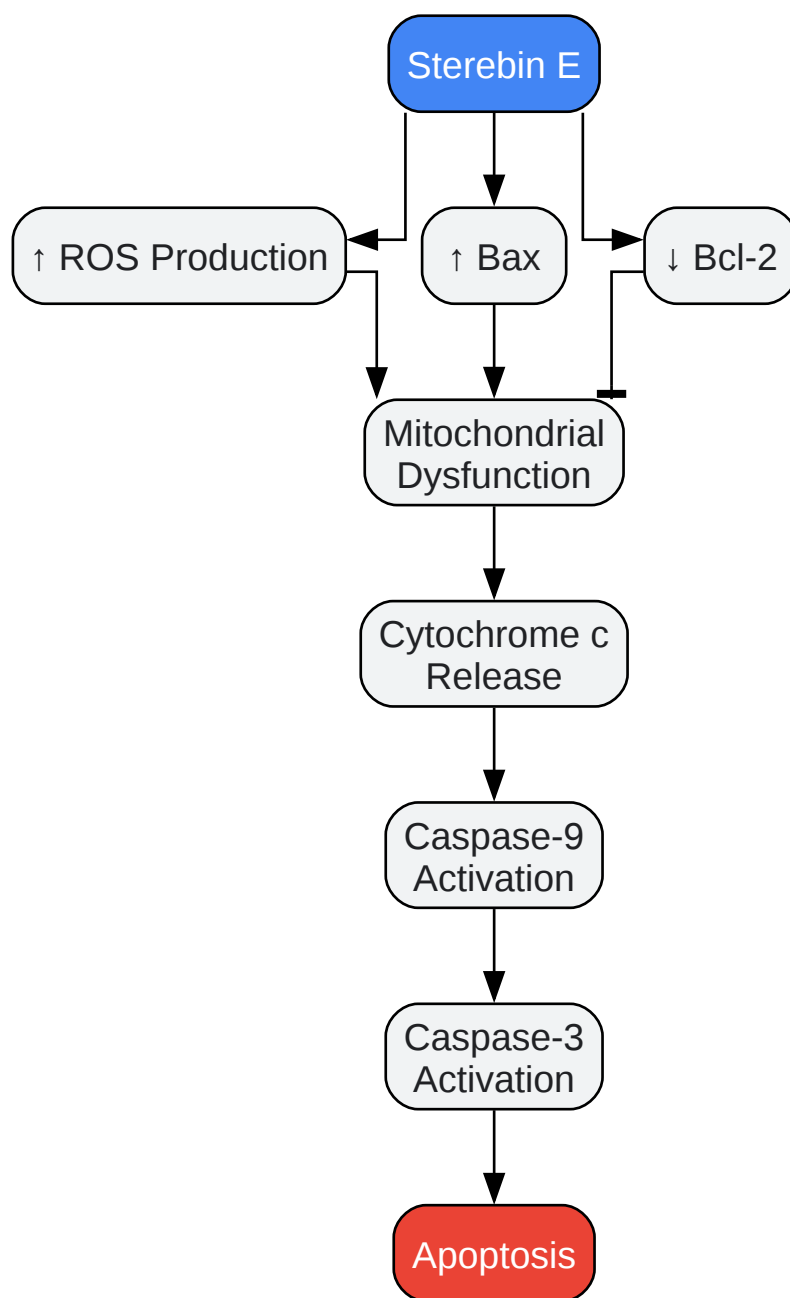 Sterebin E
↑ ROS Production
↑ Bax
↓ Bcl-2
Mitochondrial
Dysfunction
Cytochrome c
Release
Caspase-9
Activation
Caspase-3
Activation
Apoptosis